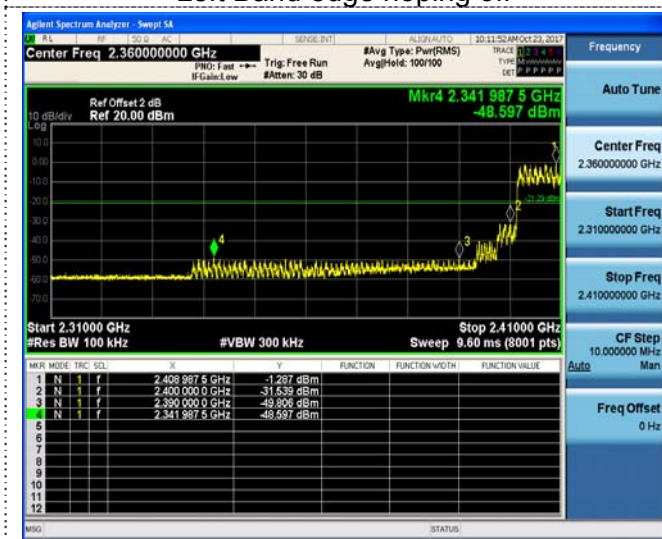 Left Band edge hoping off
Agilent Spectrum Analyzer - Swept SA
RL RF 50 Ω AC SENSE:INT ALIGN AUTO 10:11:52 AM Oct 23, 2017
Center Freq 2.360000000 GHz
#Avg Type: Pwr(RMS)
TRACE 1 2 3 4 5 6
PNO: Fast
Trig: Free Run
Avg|Hold: 100/100
TYPE M WWWWW
IFGain:Low
#Atten: 30 dB
DET P P P P P P
Mkr4 2.341 987 5 GHz
-48.597 dBm
Ref Offset 2 dB
10 dB/div Ref 20.00 dBm
Log
10.0
0.00
-10.0
-20.0
-21.29 dBm
-30.0
-40.0
-50.0
-60.0
-70.0
1
2
3
4
Start 2.31000 GHz Stop 2.41000 GHz
#Res BW 100 kHz #VBW 300 kHz Sweep 9.60 ms (8001 pts)
MKR MODE TRC SCL X Y FUNCTION FUNCTION WIDTH FUNCTION VALUE
1 N 1 f 2.408 987 5 GHz -1.287 dBm
2 N 1 f 2.400 000 0 GHz -31.539 dBm
3 N 1 f 2.390 000 0 GHz -49.806 dBm
4 N 1 f 2.341 987 5 GHz -48.597 dBm
5
6
7
8
9
10
11
12
MSG STATUS
Frequency
Auto Tune
Center Freq
2.360000000 GHz
Start Freq
2.310000000 GHz
Stop Freq
2.410000000 GHz
CF Step
10.000000 MHz
Auto Man
Freq Offset
0 Hz